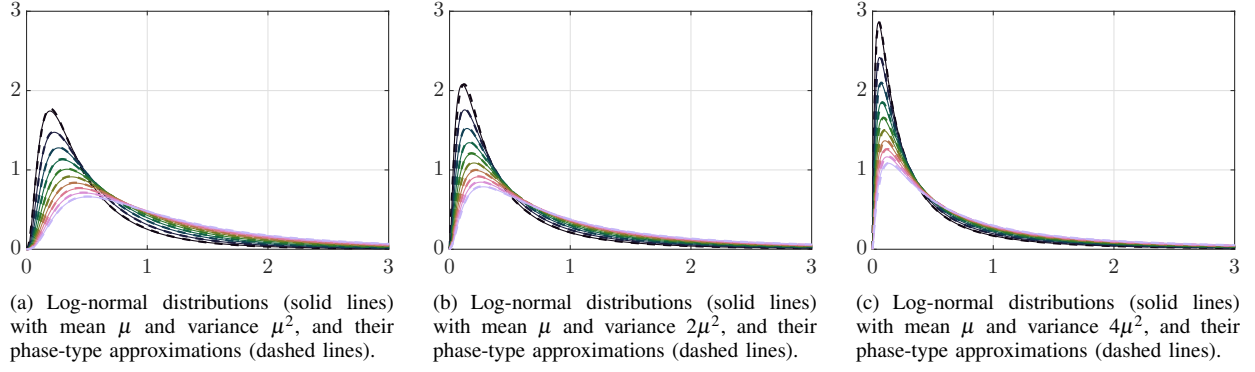 3
2
1
0
0
1
2
3
3
2
1
0
0
1
2
3
3
2
1
0
0
1
2
3
(a) Log-normal distributions (solid lines)
with mean μ and variance μ², and their
phase-type approximations (dashed lines).
(b) Log-normal distributions (solid lines)
with mean μ and variance 2μ², and their
phase-type approximations (dashed lines).
(c) Log-normal distributions (solid lines)
with mean μ and variance 4μ², and their
phase-type approximations (dashed lines).